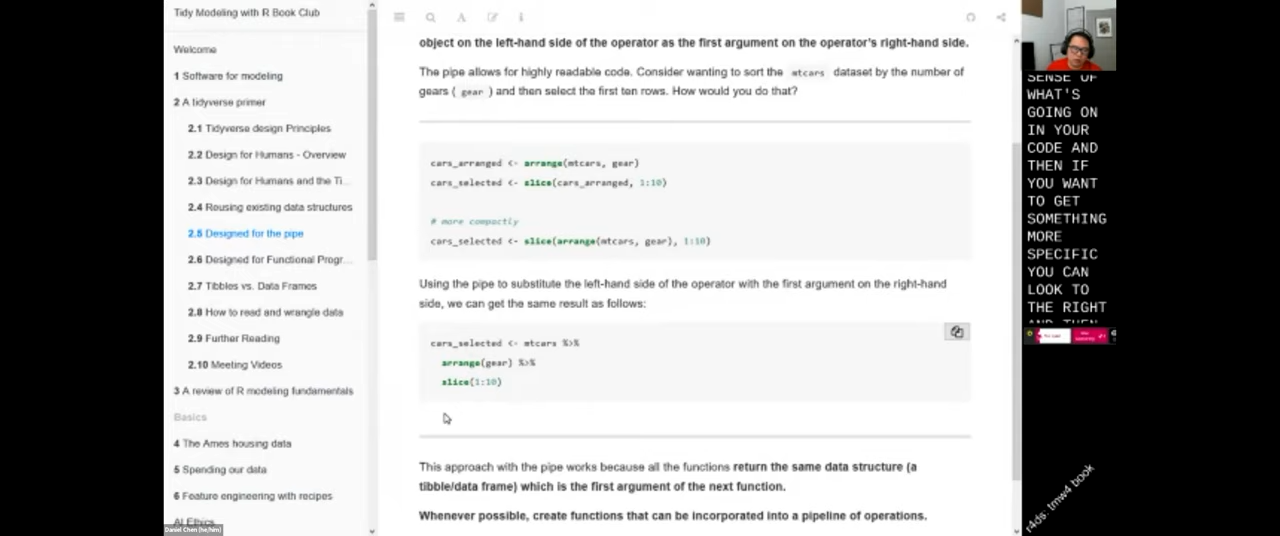 Tidy Modeling with R Book Club
Welcome
1 Software for modeling
2 A tidyverse primer
2.1 Tidyverse design Principles
2.2 Design for Humans - Overview
2.3 Design for Humans and the Ti...
2.4 Reusing existing data structures
2.5 Designed for the pipe
2.6 Designed for Functional Progr...
2.7 Tibbles vs. Data Frames
2.8 How to read and wrangle data
2.9 Further Reading
2.10 Meeting Videos
3 A review of R modeling fundamentals
Basics
4 The Ames housing data
5 Spending our data
6 Feature engineering with recipes
AI Ethics
Daniel Chen (he/him)
object on the left-hand side of the operator as the first argument on the operator's right-hand side.
The pipe allows for highly readable code. Consider wanting to sort the mtcars dataset by the number of
gears ( gear ) and then select the first ten rows. How would you do that?
cars_arranged <- arrange(mtcars, gear)
cars_selected <- slice(cars_arranged, 1:10)
# more compactly
cars_selected <- slice(arrange(mtcars, gear), 1:10)
Using the pipe to substitute the left-hand side of the operator with the first argument on the right-hand
side, we can get the same result as follows:
cars_selected <- mtcars %>%
arrange(gear) %>%
slice(1:10)
This approach with the pipe works because all the functions return the same data structure (a
tibble/data frame) which is the first argument of the next function.
Whenever possible, create functions that can be incorporated into a pipeline of operations.
SENSE OF
WHAT'S
GOING ON
IN YOUR
CODE AND
THEN IF
YOU WANT
TO GET
SOMETHING
MORE
SPECIFIC
YOU CAN
LOOK TO
THE RIGHT
AND THEN
r4ds: tmw4 book